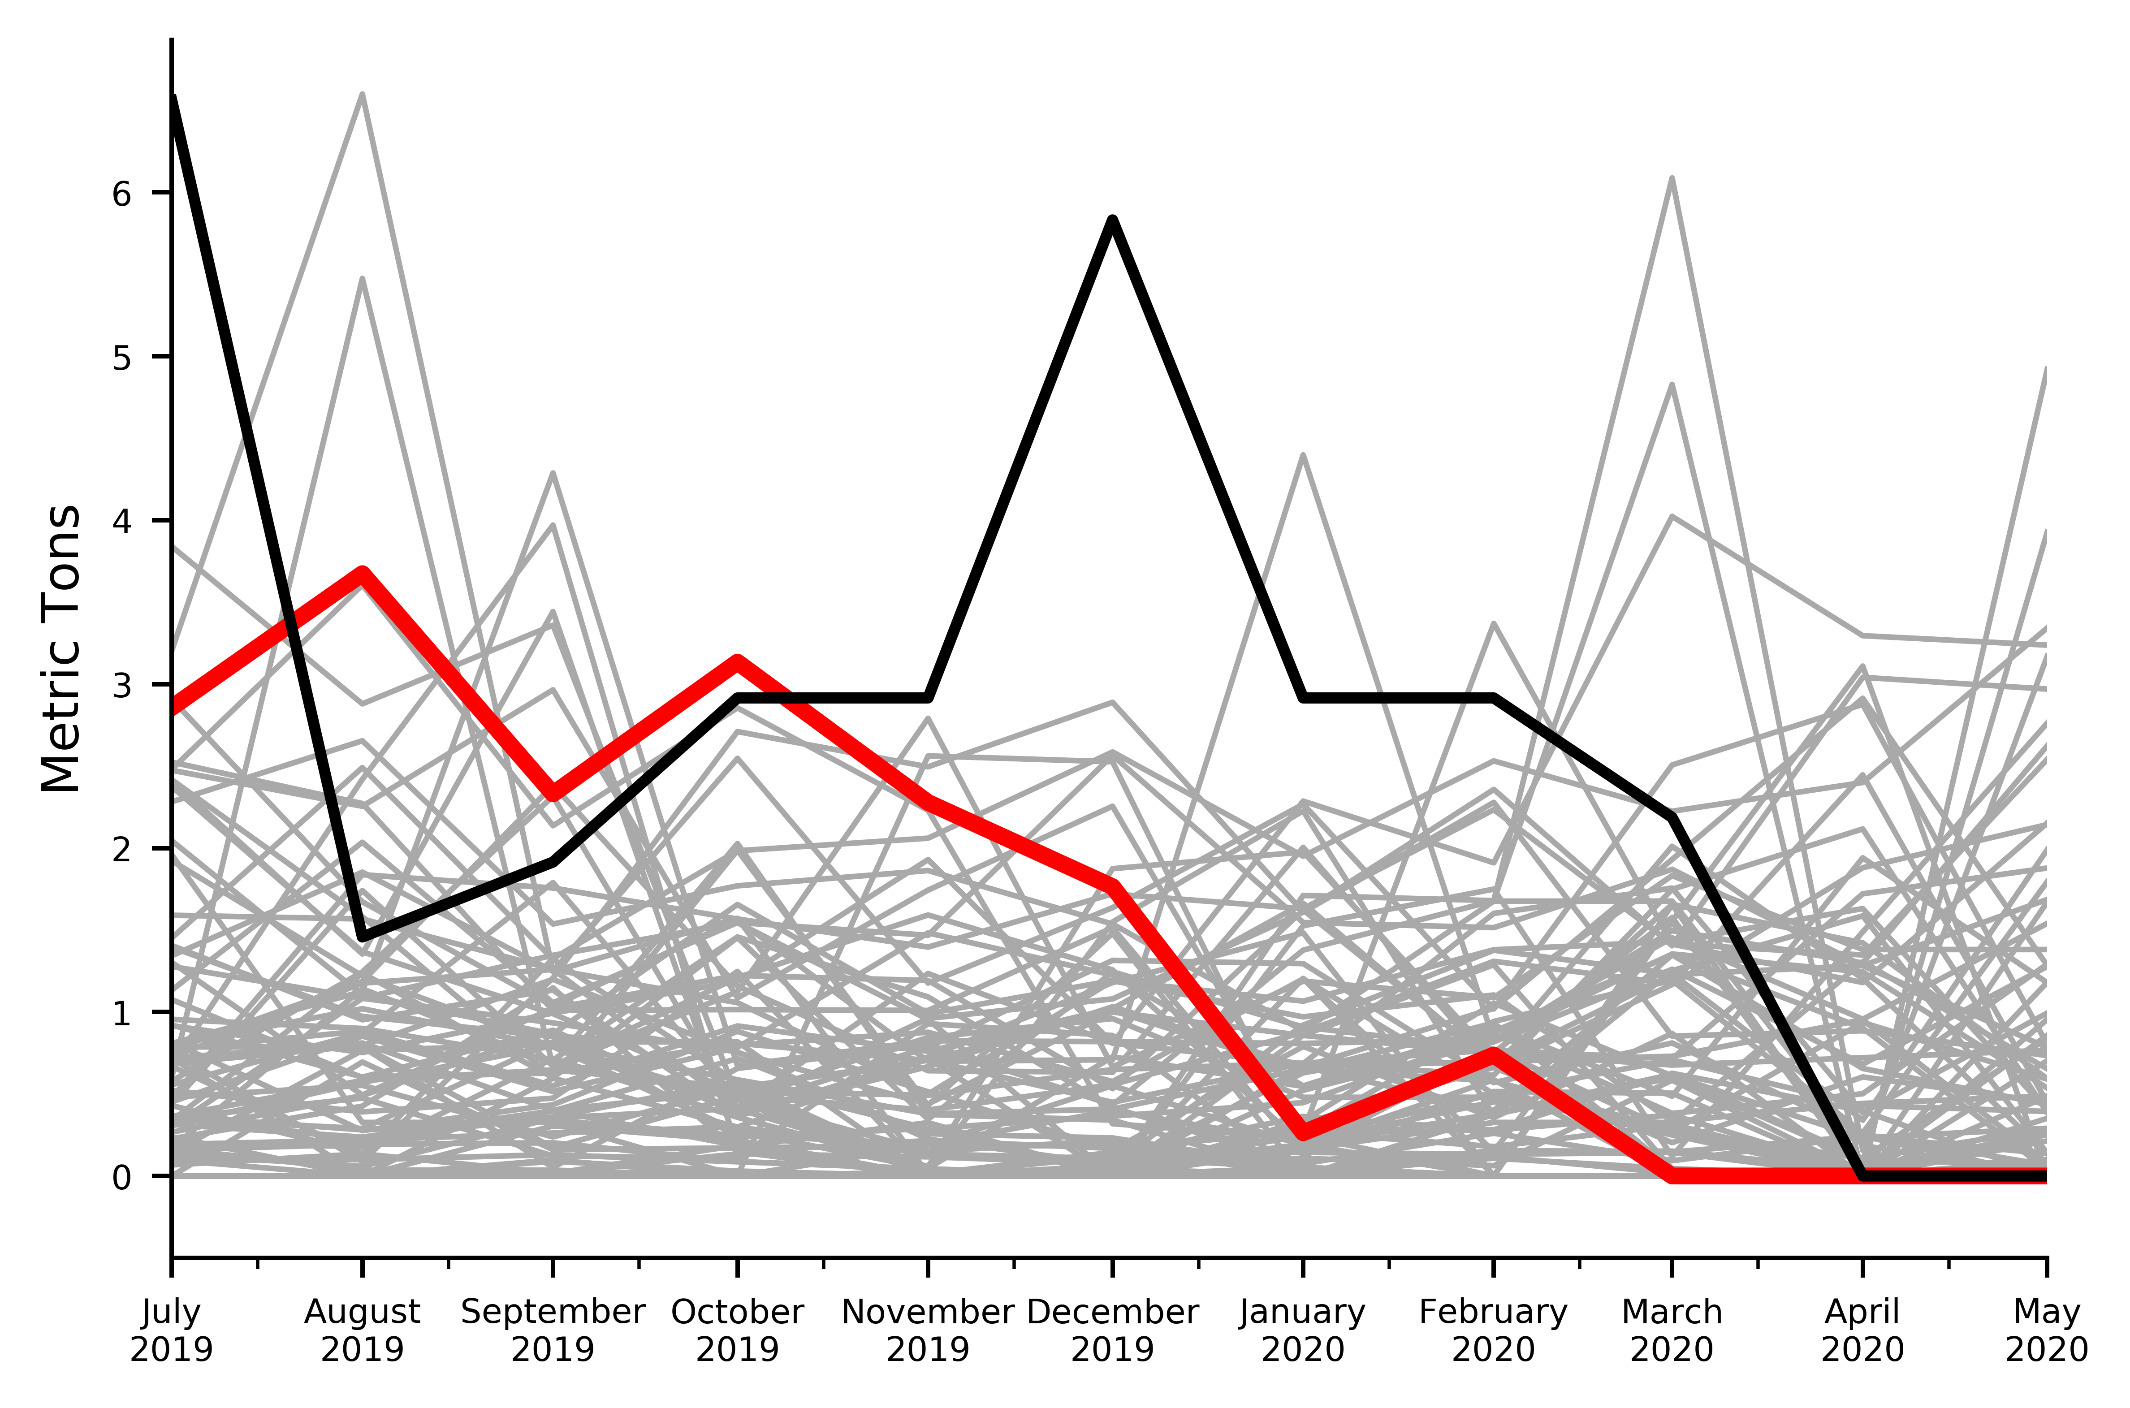 Metric Tons
6
5
4
3
2
1
0
July August September October November December January February March April May
2019 2019 2019 2019 2019 2019 2020 2020 2020 2020 2020